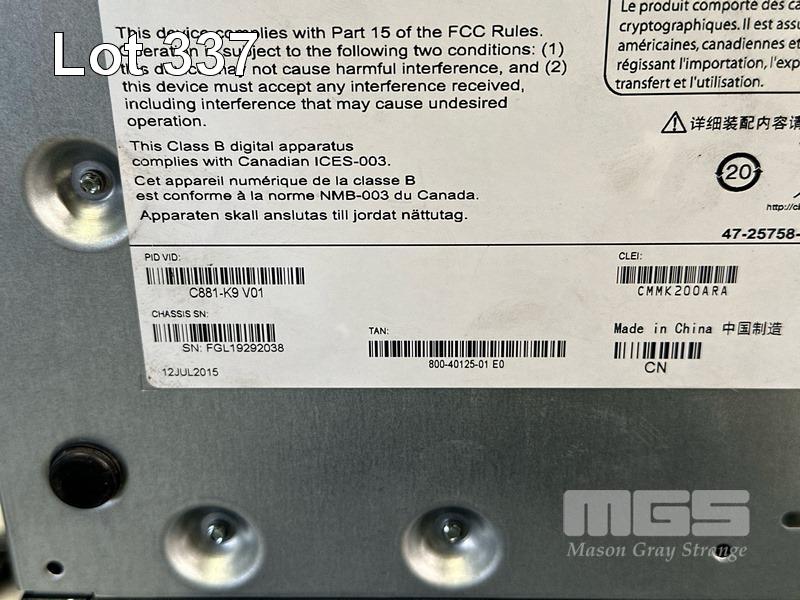 Lot 337
This device complies with Part 15 of the FCC Rules.
Operation is subject to the following two conditions: (1)
this device may not cause harmful interference, and (2)
this device must accept any interference received,
including interference that may cause undesired
operation.
This Class B digital apparatus
complies with Canadian ICES-003.
Cet appareil numérique de la classe B
est conforme à la norme NMB-003 du Canada.
Apparaten skall anslutas till jordat nättutag.
Le produit comporte des
cryptographiques. Il est
américaines, canadiennes et
régissant l'importation,
transfert et l'utilisation.
详细装配内容请
20
47-25758-
PID VID:
C881-K9 V01
CLEI:
CMMK200ARA
CHASSIS SN:
SN: FGL19292038
TAN:
800-40125-01 E0
Made in China 中国制造
CN
12JUL2015
MGS
Mason Gray Strange